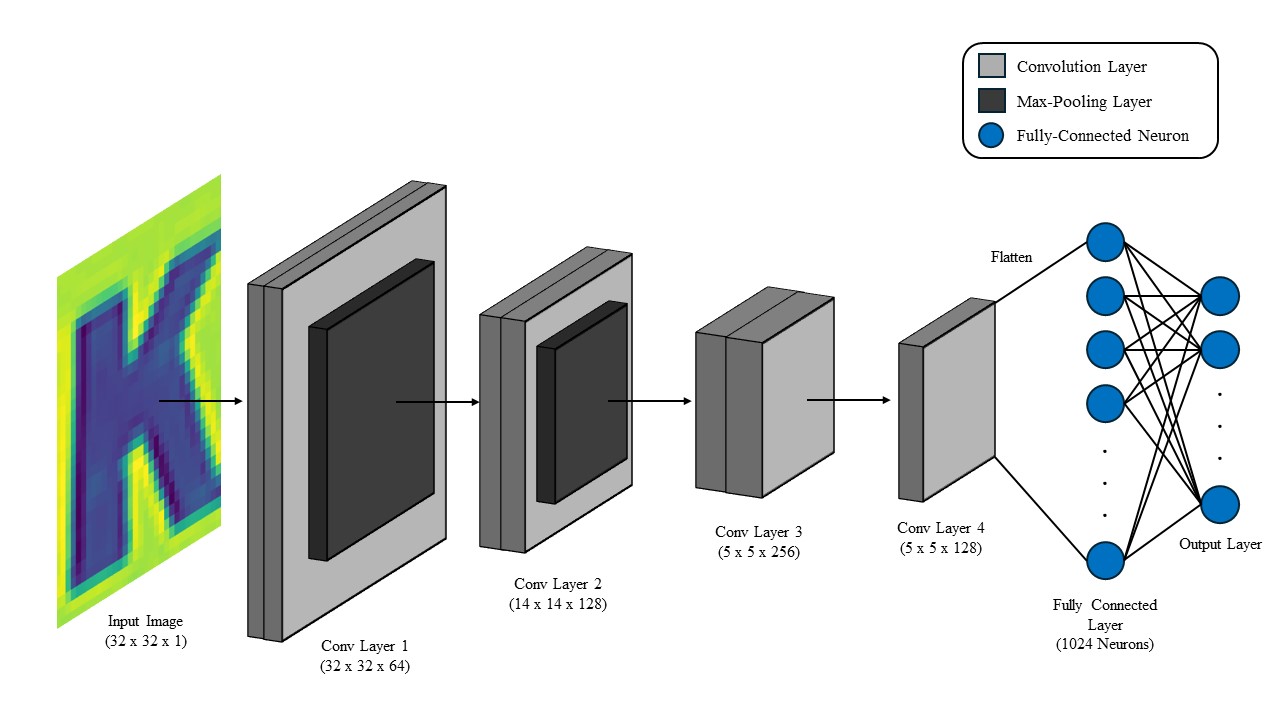 Convolution Layer
Max-Pooling Layer
Fully-Connected Neuron
K
Flatten
Input Image
(32 x 32 x 1)
Conv Layer 1
(32 x 32 x 64)
Conv Layer 2
(14 x 14 x 128)
Conv Layer 3
(5 x 5 x 256)
Conv Layer 4
(5 x 5 x 128)
Fully Connected
Layer
(1024 Neurons)
Output Layer